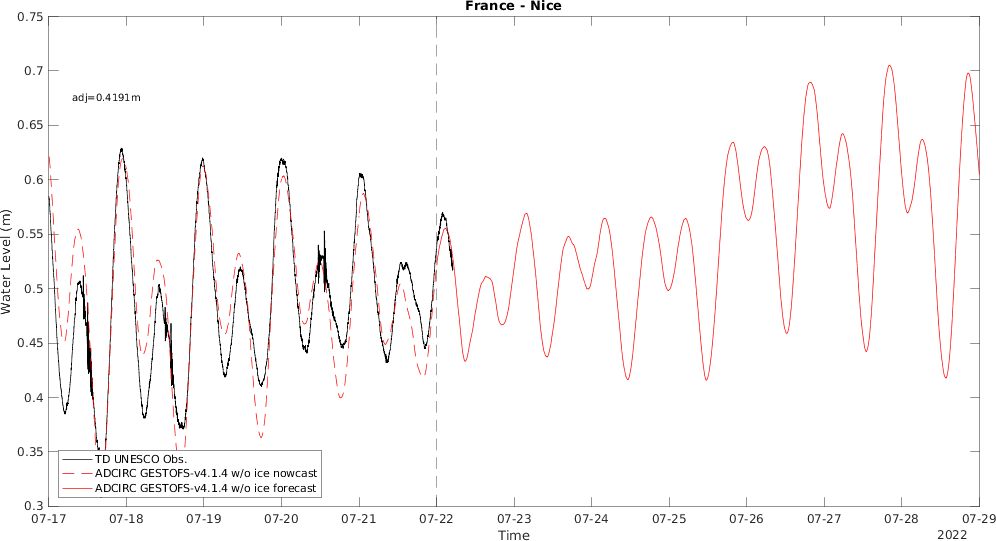 France - Nice
0.75
0.7
0.65
0.6
0.55
0.5
0.45
0.4
0.35
0.3
Water Level (m)
adj=0.4191m
TD UNESCO Obs.
ADCIRC GESTOFS-v4.1.4 w/o ice nowcast
ADCIRC GESTOFS-v4.1.4 w/o ice forecast
07-17 07-18 07-19 07-20 07-21 07-22 07-23 07-24 07-25 07-26 07-27 07-28 07-29
Time
2022